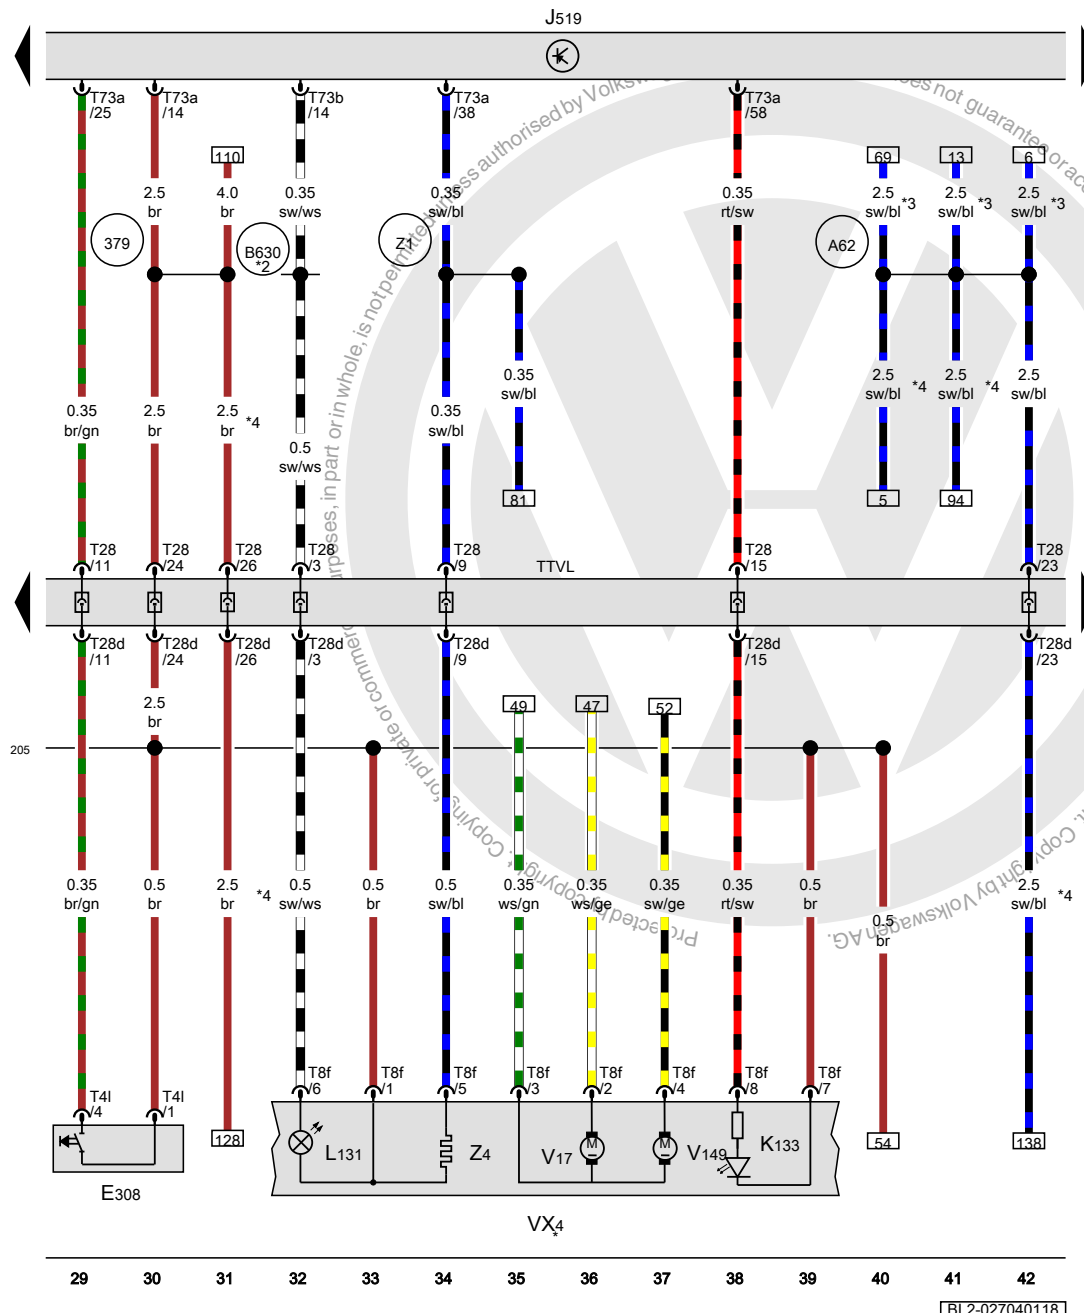 J519
T73a /25
T73a /14
T73b /14
T73a /38
T73a /58
110
69
13
6
2.5 br
4.0 br
0.35 sw/ws
0.35 sw/bl
0.35 rt/sw
2.5 sw/bl *3
2.5 sw/bl *3
2.5 sw/bl *3
379
B630 *2
Z1
A62
0.35 br/gn
2.5 br
2.5 br *4
0.5 sw/ws
0.35 sw/bl
0.35 sw/bl
2.5 sw/bl *4
2.5 sw/bl *4
2.5 sw/bl
81
5
94
T28 /11
T28 /24
T28 /26
T28 /3
T28 /9
T28 /15
T28 /23
TTVL
T28d /11
T28d /24
T28d /26
T28d /3
T28d /9
T28d /15
T28d /23
2.5 br
49
47
52
205
0.35 br/gn
0.5 br
2.5 br *4
0.5 sw/ws
0.5 br
0.5 sw/bl
0.35 ws/gn
0.35 ws/ge
0.35 sw/ge
0.35 rt/sw
0.5 br
0.5 br
2.5 sw/bl *4
T4l /4
T4l /1
128
T8f /6
T8f /1
T8f /5
T8f /3
T8f /2
T8f /4
T8f /8
T8f /7
54
138
L131
Z4
M
V17
M
V149
K133
E308
VX4
*
29 30 31 32 33 34 35 36 37 38 39 40 41 42
BL2-027040118